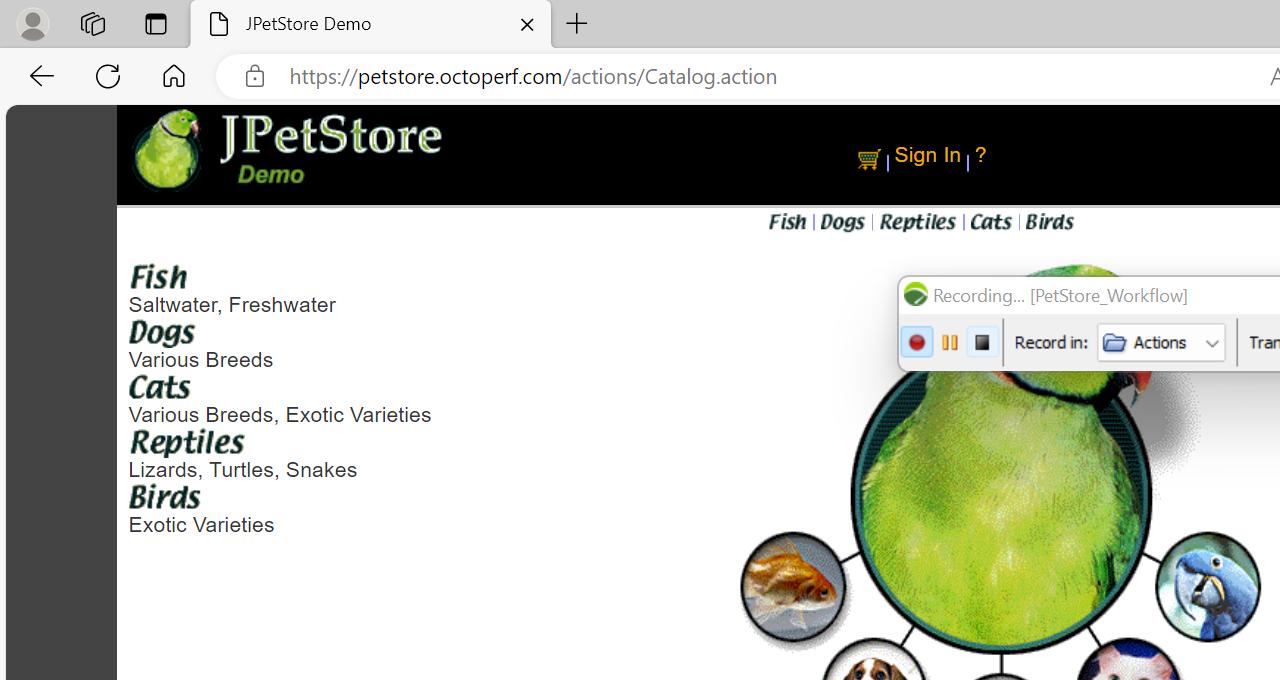 JPetStore Demo
https://petstore.octoperf.com/actions/Catalog.action
JPetStore
Demo
Sign In | ?
Fish | Dogs | Reptiles | Cats | Birds
Fish
Saltwater, Freshwater
Dogs
Various Breeds
Cats
Various Breeds, Exotic Varieties
Reptiles
Lizards, Turtles, Snakes
Birds
Exotic Varieties
Recording... [PetStore_Workflow]
Record in: Actions